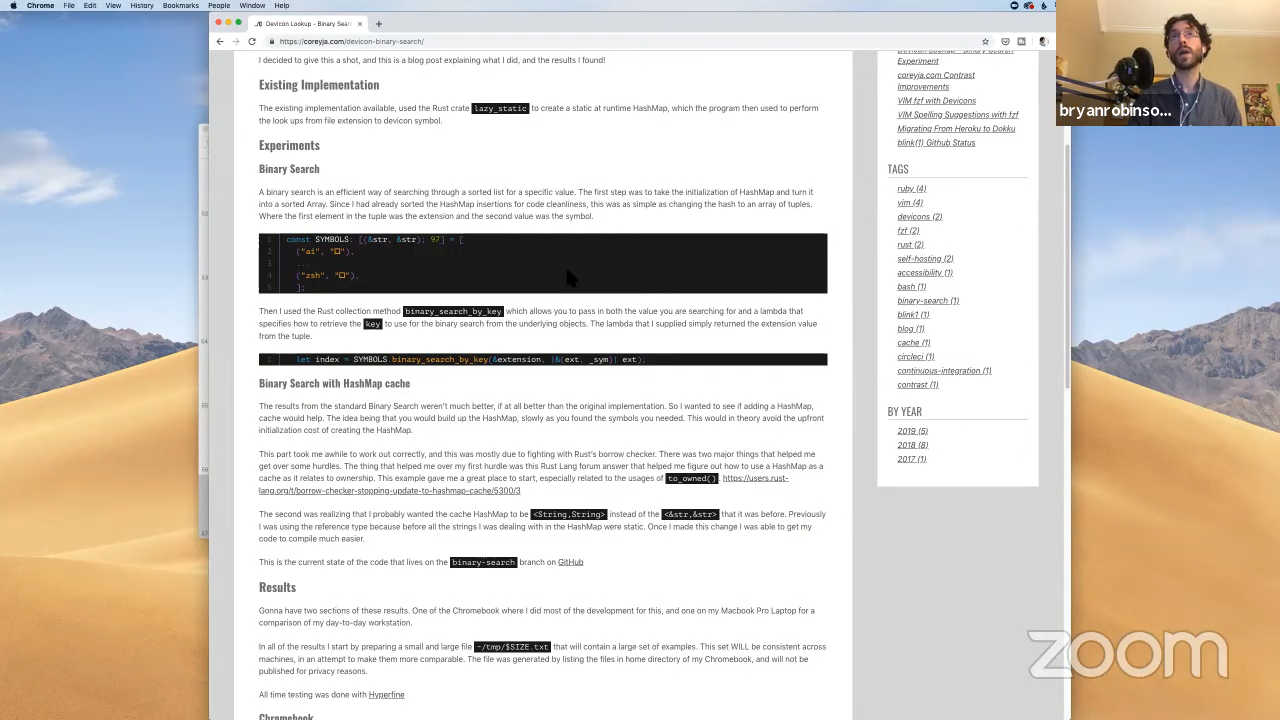 Chrome File Edit View History Bookmarks People Window Help
Devicon Lookup - Binary Sear
https://coreyja.com/devicon-binary-search/
I decided to give this a shot, and this is a blog post explaining what I did, and the results I found!
Existing Implementation
The existing implementation available, used the Rust crate lazy_static to create a static at runtime HashMap, which the program then used to perform
the look ups from file extension to devicon symbol.
Experiments
Binary Search
A binary search is an efficient way of searching through a sorted list for a specific value. The first step was to take the initialization of HashMap and turn it
into a sorted Array. Since I had already sorted the HashMap insertions for code cleanliness, this was as simple as changing the hash to an array of tuples.
Where the first element in the tuple was the extension and the second value was the symbol.
1 const SYMBOLS: [(&str, &str); 97] = [
2 ("ai", "□"),
3 ...
4 ("zsh", "□"),
5 ];
Then I used the Rust collection method binary_search_by_key which allows you to pass in both the value you are searching for and a lambda that
specifies how to retrieve the key to use for the binary search from the underlying objects. The lambda that I supplied simply returned the extension value
from the tuple.
1 let index = SYMBOLS.binary_search_by_key(&extension, |&(ext, _sym)| ext);
Binary Search with HashMap cache
The results from the standard Binary Search weren't much better, if at all better than the original implementation. So I wanted to see if adding a HashMap,
cache would help. The idea being that you would build up the HashMap, slowly as you found the symbols you needed. This would in theory avoid the upfront
initialization cost of creating the HashMap.
This part took me awhile to work out correctly, and this was mostly due to fighting with Rust's borrow checker. There was two major things that helped me
get over some hurdles. The thing that helped me over my first hurdle was this Rust Lang forum answer that helped me figure out how to use a HashMap as a
cache as it relates to ownership. This example gave me a great place to start, especially related to the usages of to_owned(). https://users.rust-
lang.org/t/borrow-checker-stopping-update-to-hashmap-cache/5300/3
The second was realizing that I probably wanted the cache HashMap to be <String,String> instead of the <&str,&str> that it was before. Previously
I was using the reference type because before all the strings I was dealing with in the HashMap were static. Once I made this change I was able to get my
code to compile much easier.
This is the current state of the code that lives on the binary-search branch on GitHub
Results
Gonna have two sections of these results. One of the Chromebook where I did most of the development for this, and one on my Macbook Pro Laptop for a
comparison of my day-to-day workstation.
In all of the results I start by preparing a small and large file ~/tmp/$SIZE.txt that will contain a large set of examples. This set WILL be consistent across
machines, in an attempt to make them more comparable. The file was generated by listing the files in home directory of my Chromebook, and will not be
published for privacy reasons.
All time testing was done with Hyperfine
Chromebook
Devicon Lookup - Binary Search
Experiment
coreyja.com Contrast
Improvements
VIM fzf with Devicons
VIM Spelling Suggestions with fzf
Migrating From Heroku to Dokku
blink(1) Github Status
TAGS
ruby (4)
vim (4)
devicons (2)
fzf (2)
rust (2)
self-hosting (2)
accessibility (1)
bash (1)
binary-search (1)
blink1 (1)
blog (1)
cache (1)
circleci (1)
continuous-integration (1)
contrast (1)
BY YEAR
2019 (5)
2018 (8)
2017 (1)
bryanrobinso...
zoom